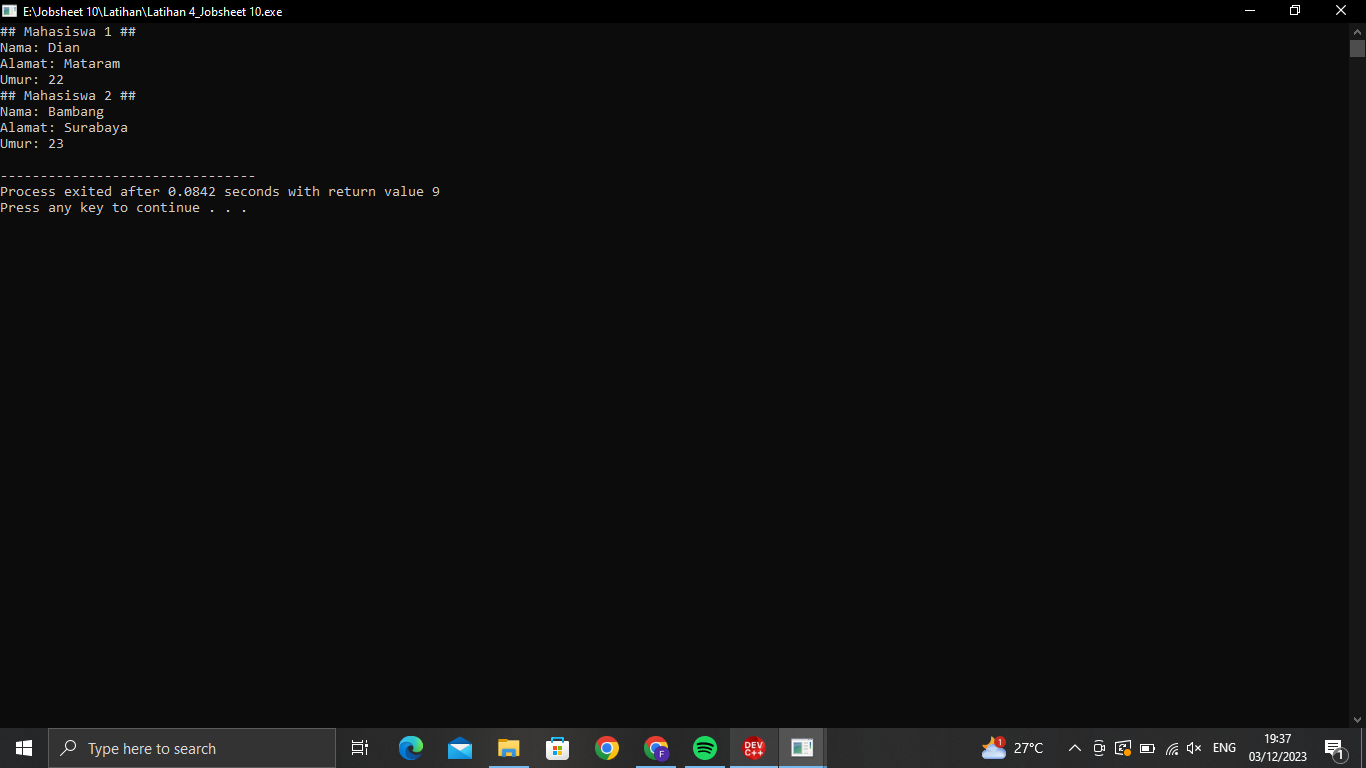 E:\Jobsheet 10\Latihan\Latihan 4_Jobsheet 10.exe
## Mahasiswa 1 ##
Nama: Dian
Alamat: Mataram
Umur: 22
## Mahasiswa 2 ##
Nama: Bambang
Alamat: Surabaya
Umur: 23
--------------------------------
Process exited after 0.0842 seconds with return value 9
Press any key to continue . . .
Type here to search
F
DEV
C++
1
27°C
ENG
19:37
03/12/2023
1